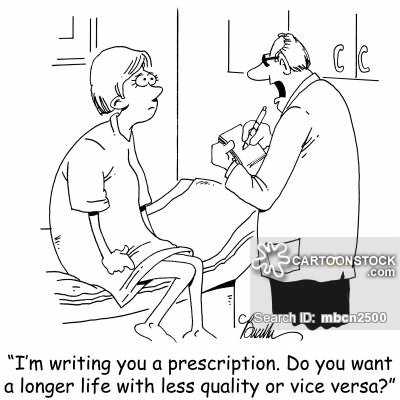 CARTOONSTOCK
.com
Search ID: mbcn2500
“I'm writing you a prescription. Do you want
a longer life with less quality or vice versa?”